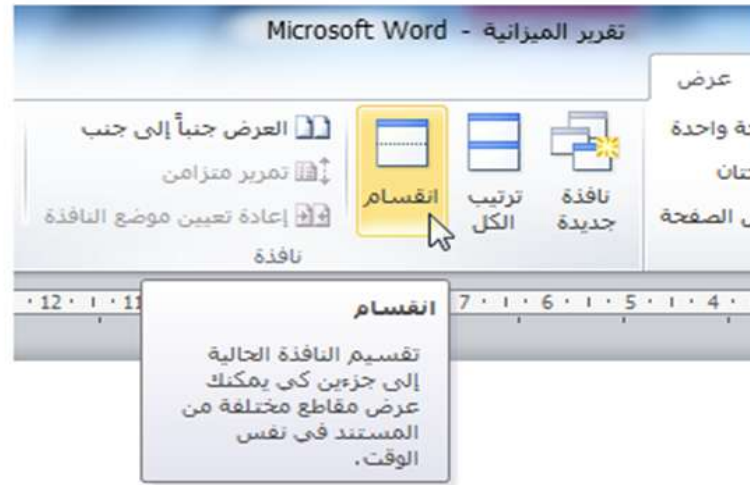 تقرير الميزانية - Microsoft Word
عرض
واحدة
الصفحة
نافذة جديدة
ترتيب الكل
انقسام
العرض جنباً إلى جنب
تمرير متزامن
إعادة تعيين موضع النافذة
نافذة
12 11 7 6 5 4
انقسام
تقسيم النافذة الحالية
إلى جزءين كي يمكنك
عرض مقاطع مختلفة من
المستند في نفس
الوقت.